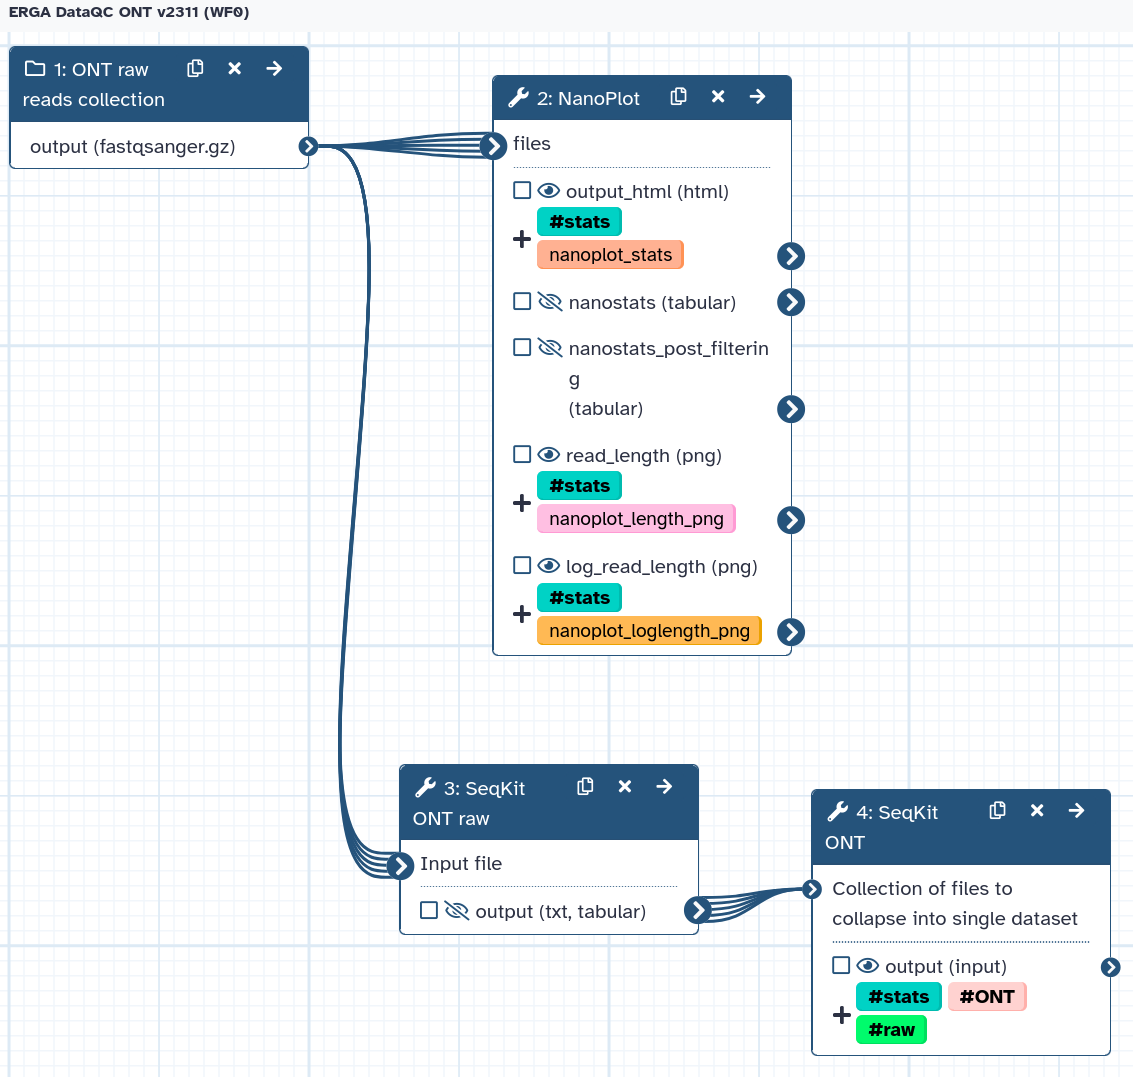 ERGA DataQC ONT v2311 (WF0)
1: ONT raw
reads collection
output (fastqsanger.gz)
2: NanoPlot
files
output_html (html)
#stats
nanoplot_stats
nanostats (tabular)
nanostats_post_filterin
g
(tabular)
read_length (png)
#stats
nanoplot_length_png
log_read_length (png)
#stats
nanoplot_loglength_png
3: SeqKit
ONT raw
Input file
output (txt, tabular)
4: SeqKit
ONT
Collection of files to
collapse into single dataset
output (input)
#stats #ONT
#raw